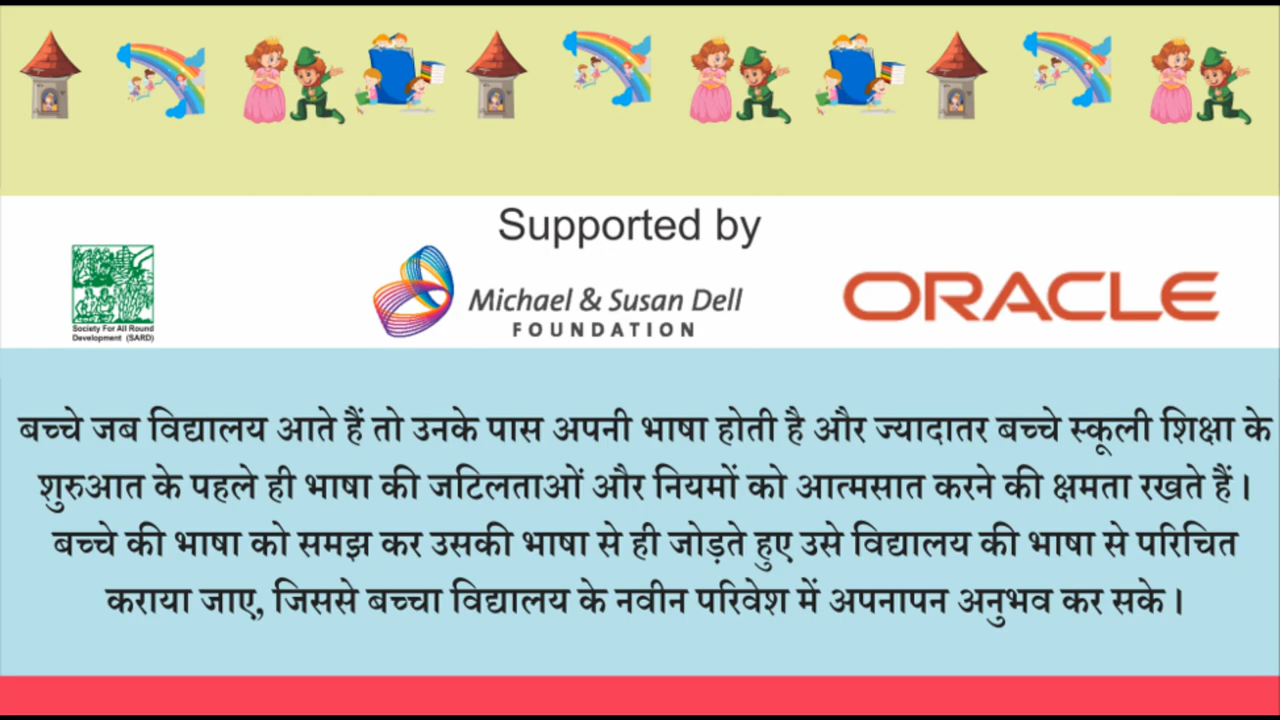 Supported by
Society For All Round
Development (SARD)
Michael & Susan Dell
FOUNDATION
ORACLE
बच्चे जब विद्यालय आते हैं तो उनके पास अपनी भाषा होती है और ज्यादातर बच्चे स्कूली शिक्षा के
शुरुआत के पहले ही भाषा की जटिलताओं और नियमों को आत्मसात करने की क्षमता रखते हैं।
बच्चे की भाषा को समझ कर उसकी भाषा से ही जोड़ते हुए उसे विद्यालय की भाषा से परिचित
कराया जाए, जिससे बच्चा विद्यालय के नवीन परिवेश में अपनापन अनुभव कर सके।